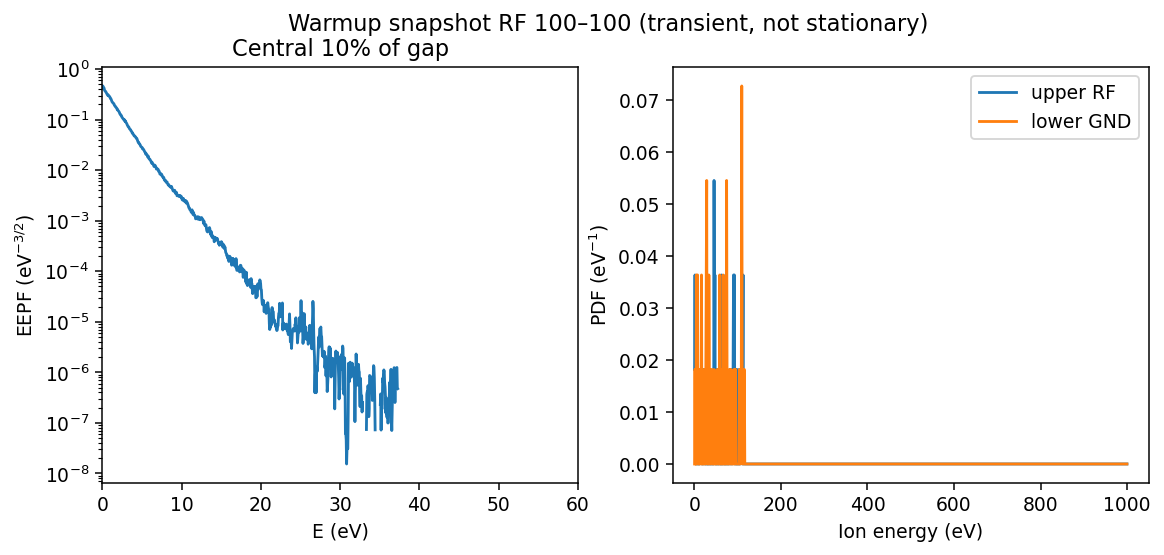 Warmup snapshot RF 100–100 (transient, not stationary)
Central 10% of gap
EEPF (eV⁻³/²)
10⁰
10⁻¹
10⁻²
10⁻³
10⁻⁴
10⁻⁵
10⁻⁶
10⁻⁷
10⁻⁸
0 10 20 30 40 50 60
E (eV)
PDF (eV⁻¹)
0.07
0.06
0.05
0.04
0.03
0.02
0.01
0.00
upper RF
lower GND
0 200 400 600 800 1000
Ion energy (eV)